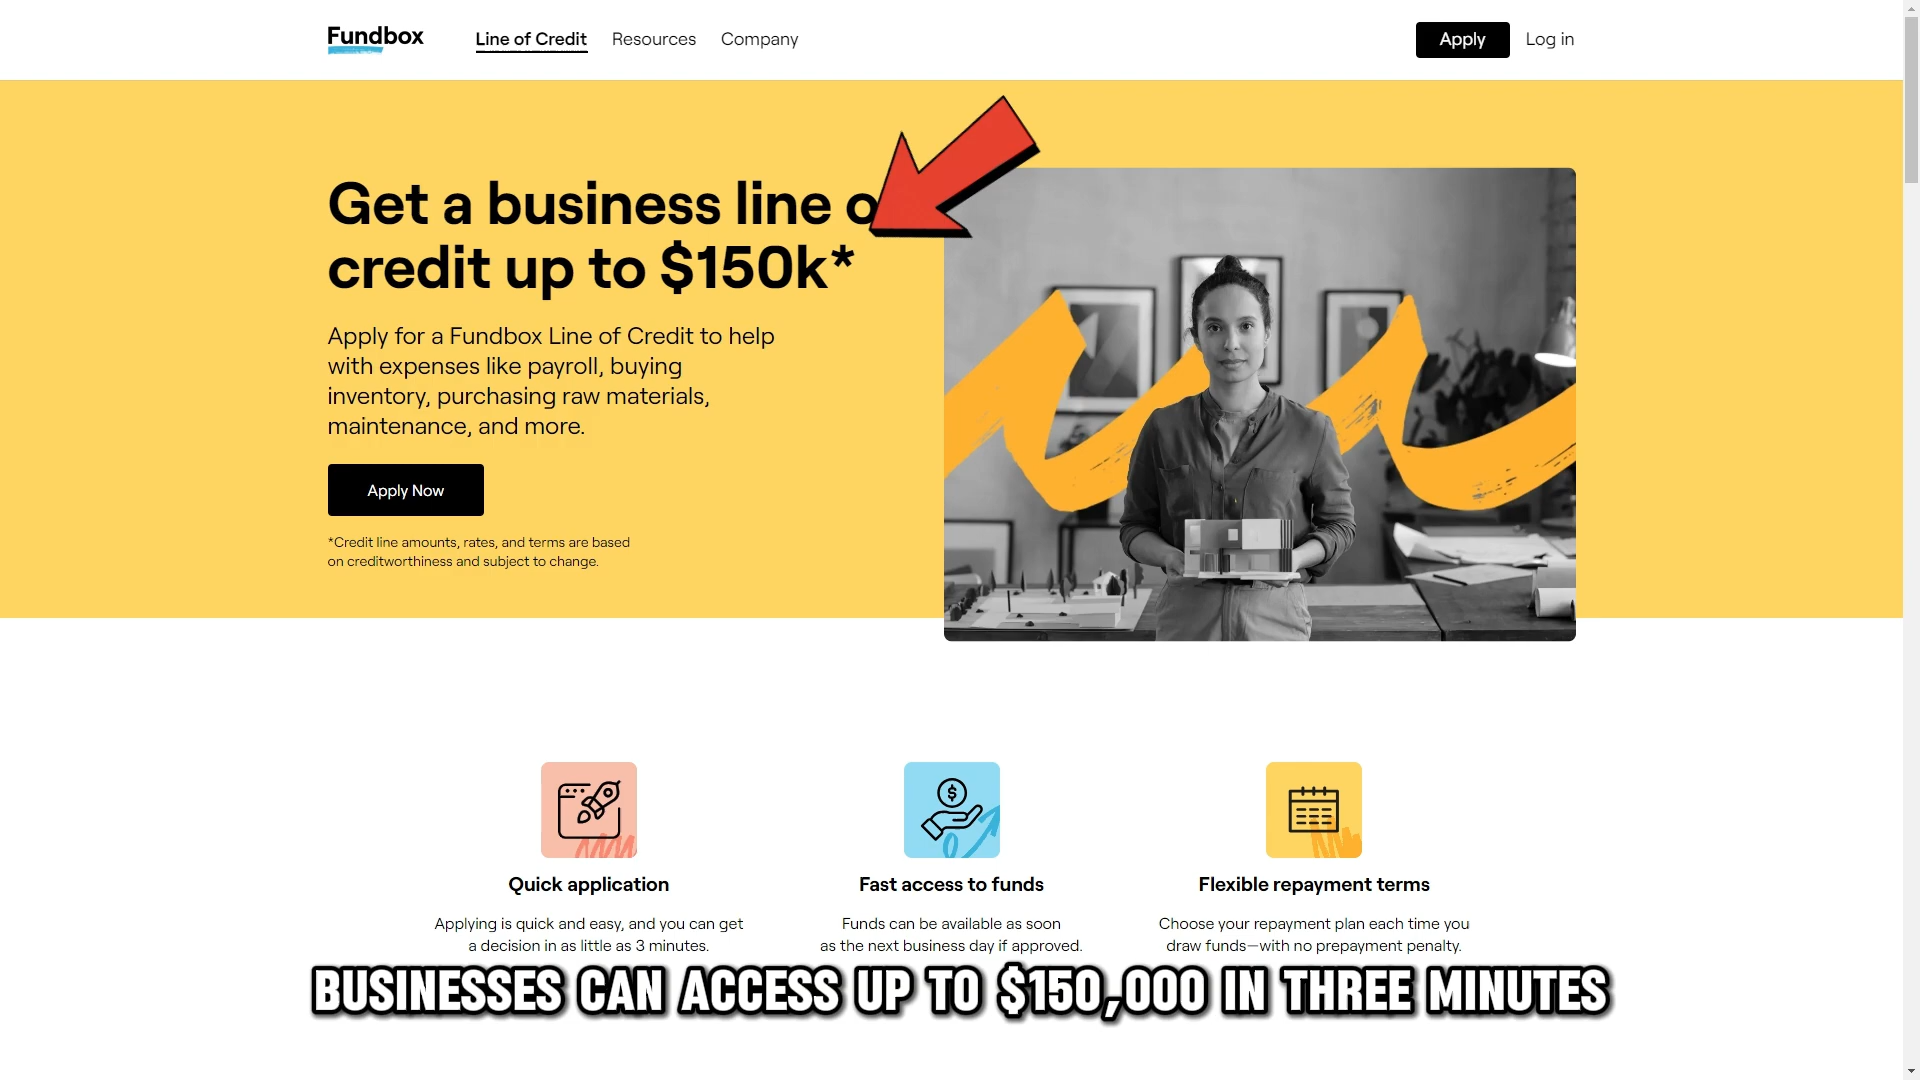 Fundbox
Line of Credit
Resources
Company
Apply
Log in
Get a business line o
credit up to $150k*
Apply for a Fundbox Line of Credit to help
with expenses like payroll, buying
inventory, purchasing raw materials,
maintenance, and more.
Apply Now
*Credit line amounts, rates, and terms are based
on creditworthiness and subject to change.
Quick application
Applying is quick and easy, and you can get
a decision in as little as 3 minutes.
Fast access to funds
Funds can be available as soon
as the next business day if approved.
Flexible repayment terms
Choose your repayment plan each time you
draw funds—with no prepayment penalty.
BUSINESSES CAN ACCESS UP TO $150,000 IN THREE MINUTES